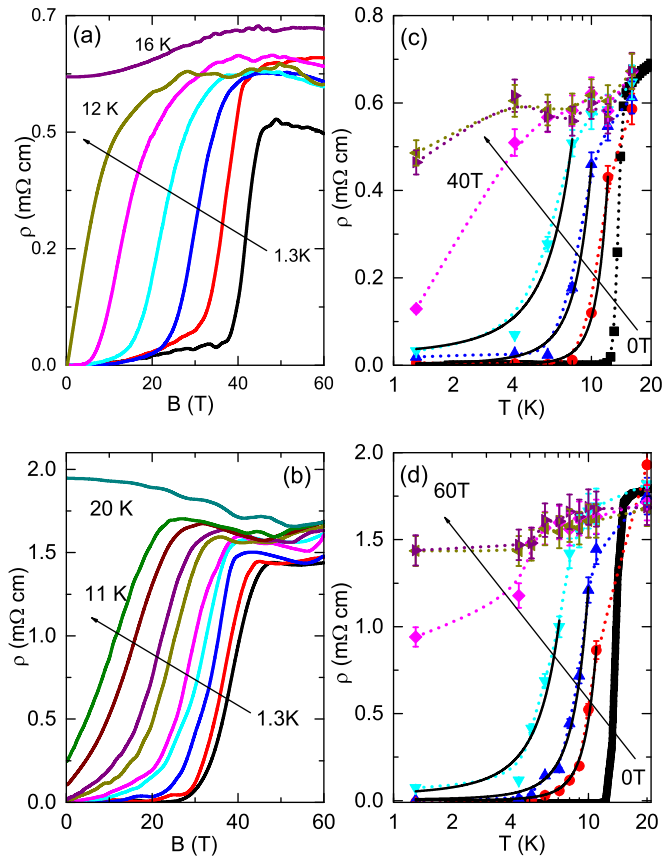 (a)
16 K
12 K
1.3K
ρ (mΩ cm)
0.0
0.2
0.5
0.7
0
20
40
60
B (T)
(c)
40T
0T
ρ (mΩ cm)
0.0
0.2
0.4
0.6
0.8
1
2
4
10
20
T (K)
(b)
20 K
11 K
1.3K
ρ (mΩ cm)
0.0
0.5
1.0
1.5
2.0
0
20
40
60
B (T)
(d)
60T
0T
ρ (mΩ cm)
0.0
0.5
1.0
1.5
2.0
1
2
4
10
20
T (K)